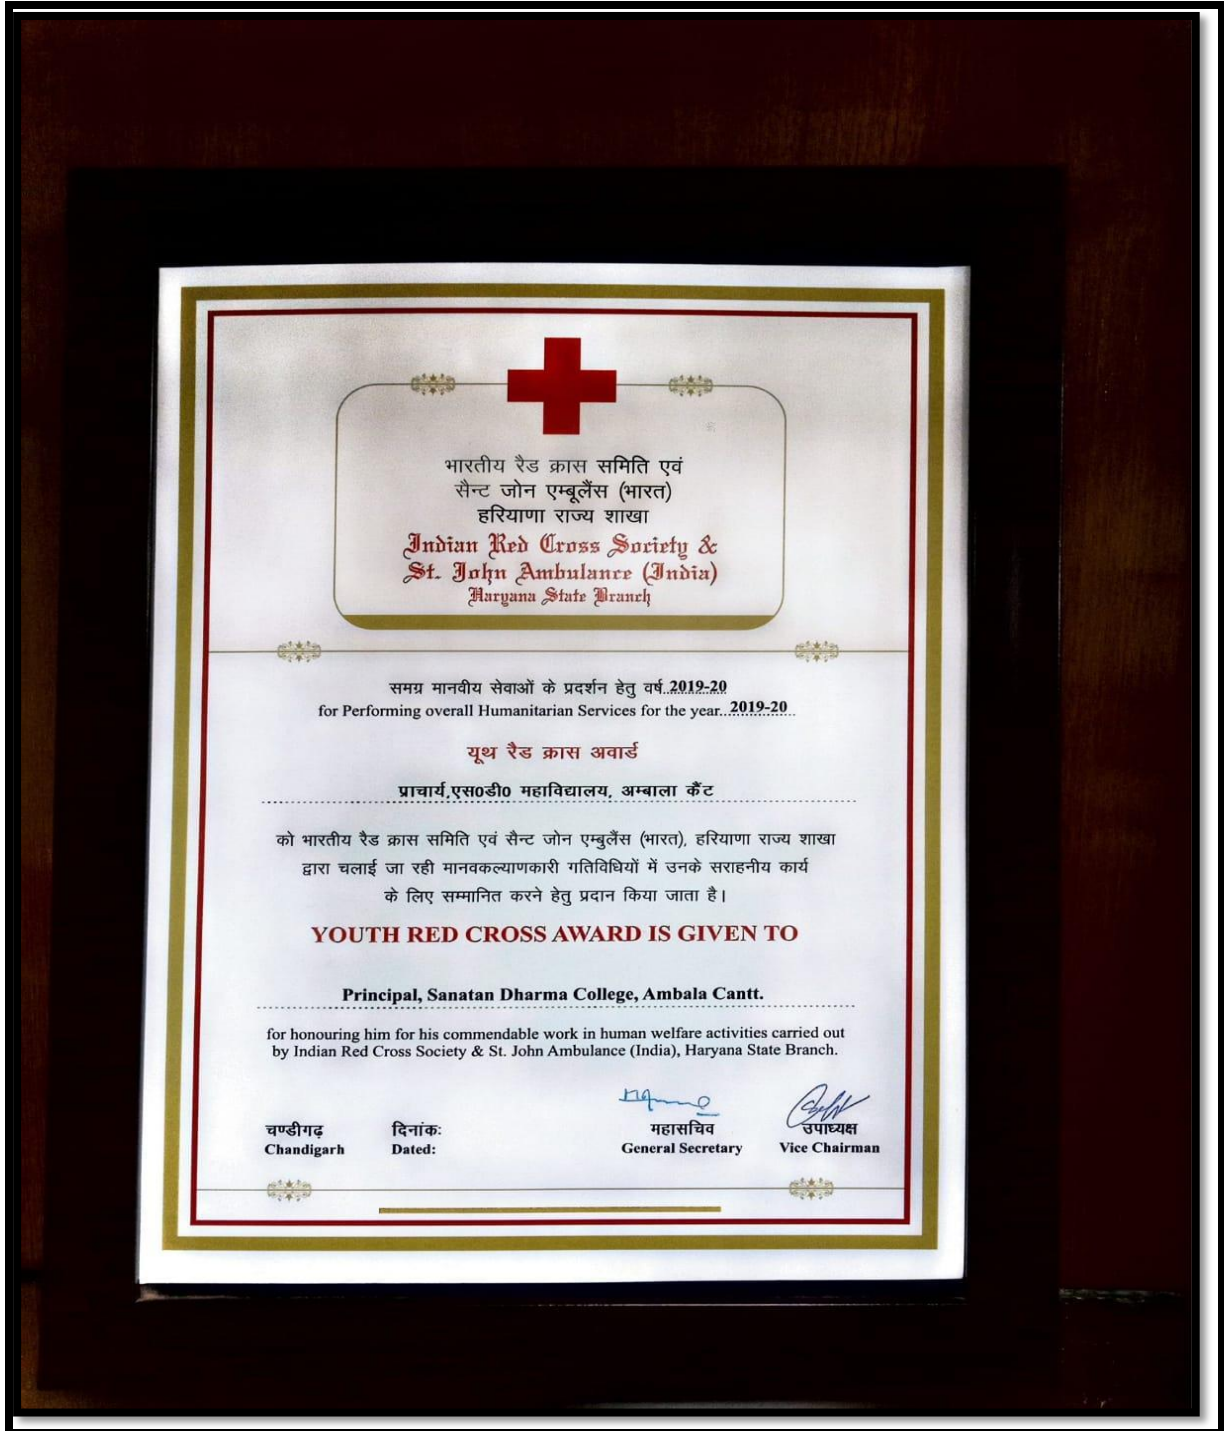 भारतीय रैड क्रास समिति एवं
सैन्ट जोन एम्बूलैंस (भारत)
हरियाणा राज्य शाखा
Indian Red Cross Society &
St. John Ambulance (India)
Haryana State Branch
समग्र मानवीय सेवाओं के प्रदर्शन हेतु वर्ष..2019-20
for Performing overall Humanitarian Services for the year...2019-20..
यूथ रैड क्रास अवार्ड
प्राचार्य,एस0डी0 महाविद्यालय, अम्बाला कैंट
को भारतीय रैड क्रास समिति एवं सैन्ट जोन एम्बुलैंस (भारत), हरियाणा राज्य शाखा
द्वारा चलाई जा रही मानवकल्याणकारी गतिविधियों में उनके सराहनीय कार्य
के लिए सम्मानित करने हेतु प्रदान किया जाता है।
YOUTH RED CROSS AWARD IS GIVEN TO
Principal, Sanatan Dharma College, Ambala Cantt.
for honouring him for his commendable work in human welfare activities carried out
by Indian Red Cross Society & St. John Ambulance (India), Haryana State Branch.
चण्डीगढ़ दिनांकः महासचिव उपाध्यक्ष
Chandigarh Dated: General Secretary Vice Chairman